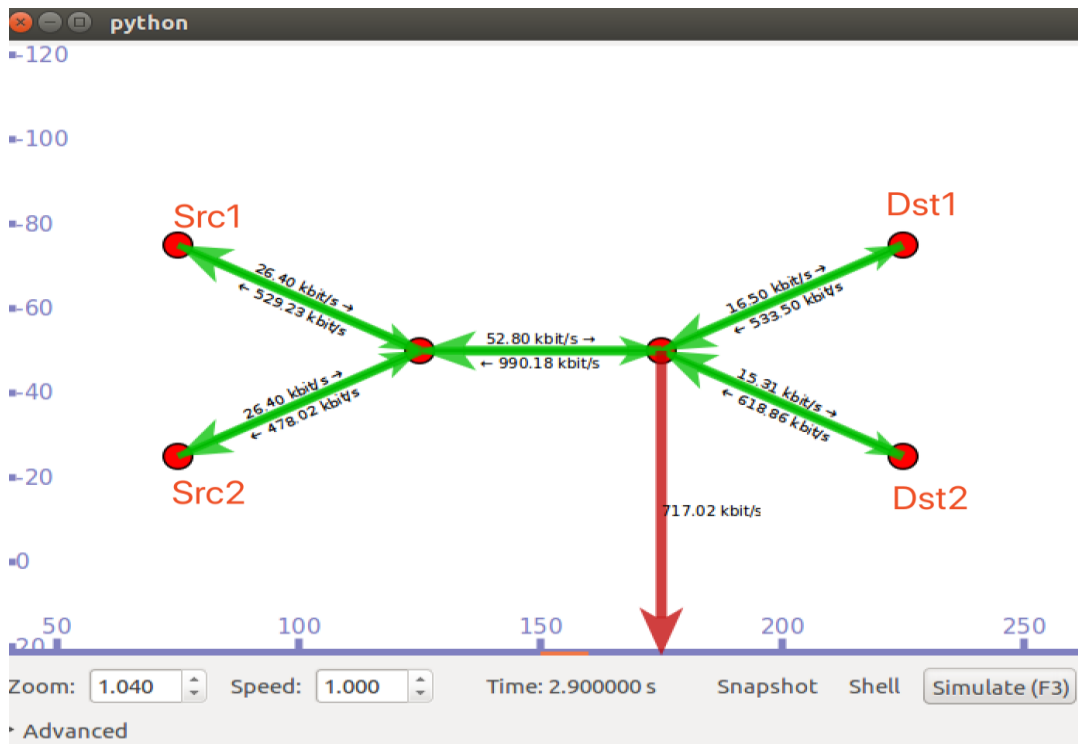 python
-120
-100
-80
-60
-40
-20
0
20
Src1
Dst1
26.40 kbit/s →
← 529.23 kbit/s
16.50 kbit/s →
← 533.50 kbit/s
52.80 kbit/s →
← 990.18 kbit/s
26.40 kbit/s →
← 478.02 kbit/s
15.31 kbit/s →
← 618.86 kbit/s
Src2
Dst2
717.02 kbit/s
50 100 150 200 250
Zoom: 1.040 Speed: 1.000 Time: 2.900000 s Snapshot Shell Simulate (F3)
Advanced